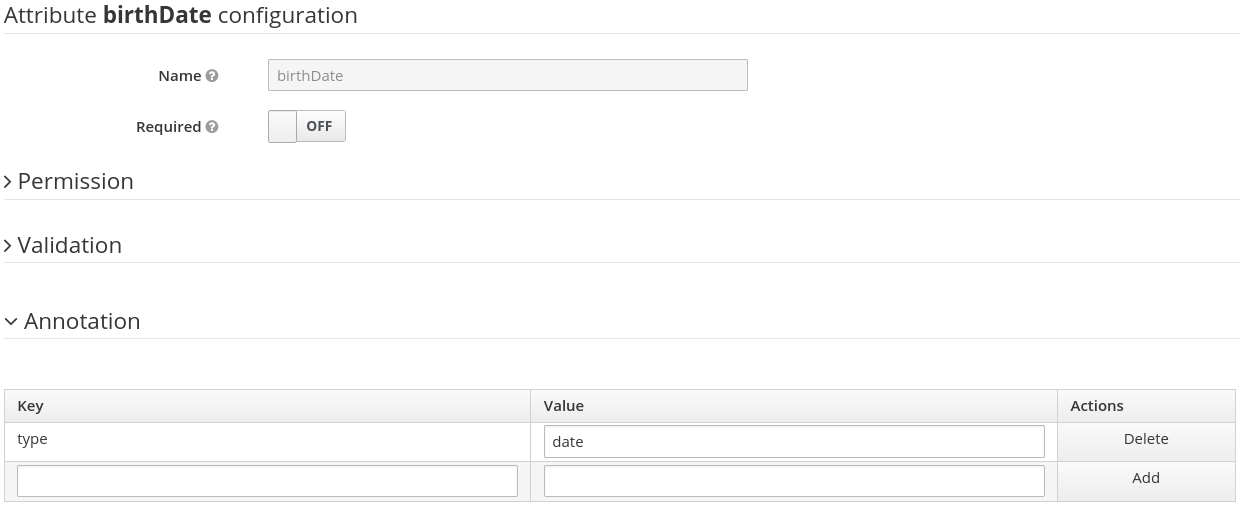 Attribute birthDate configuration
Name
birthDate
Required
OFF
Permission
Validation
Annotation
Key Value Actions
type date Delete
Add